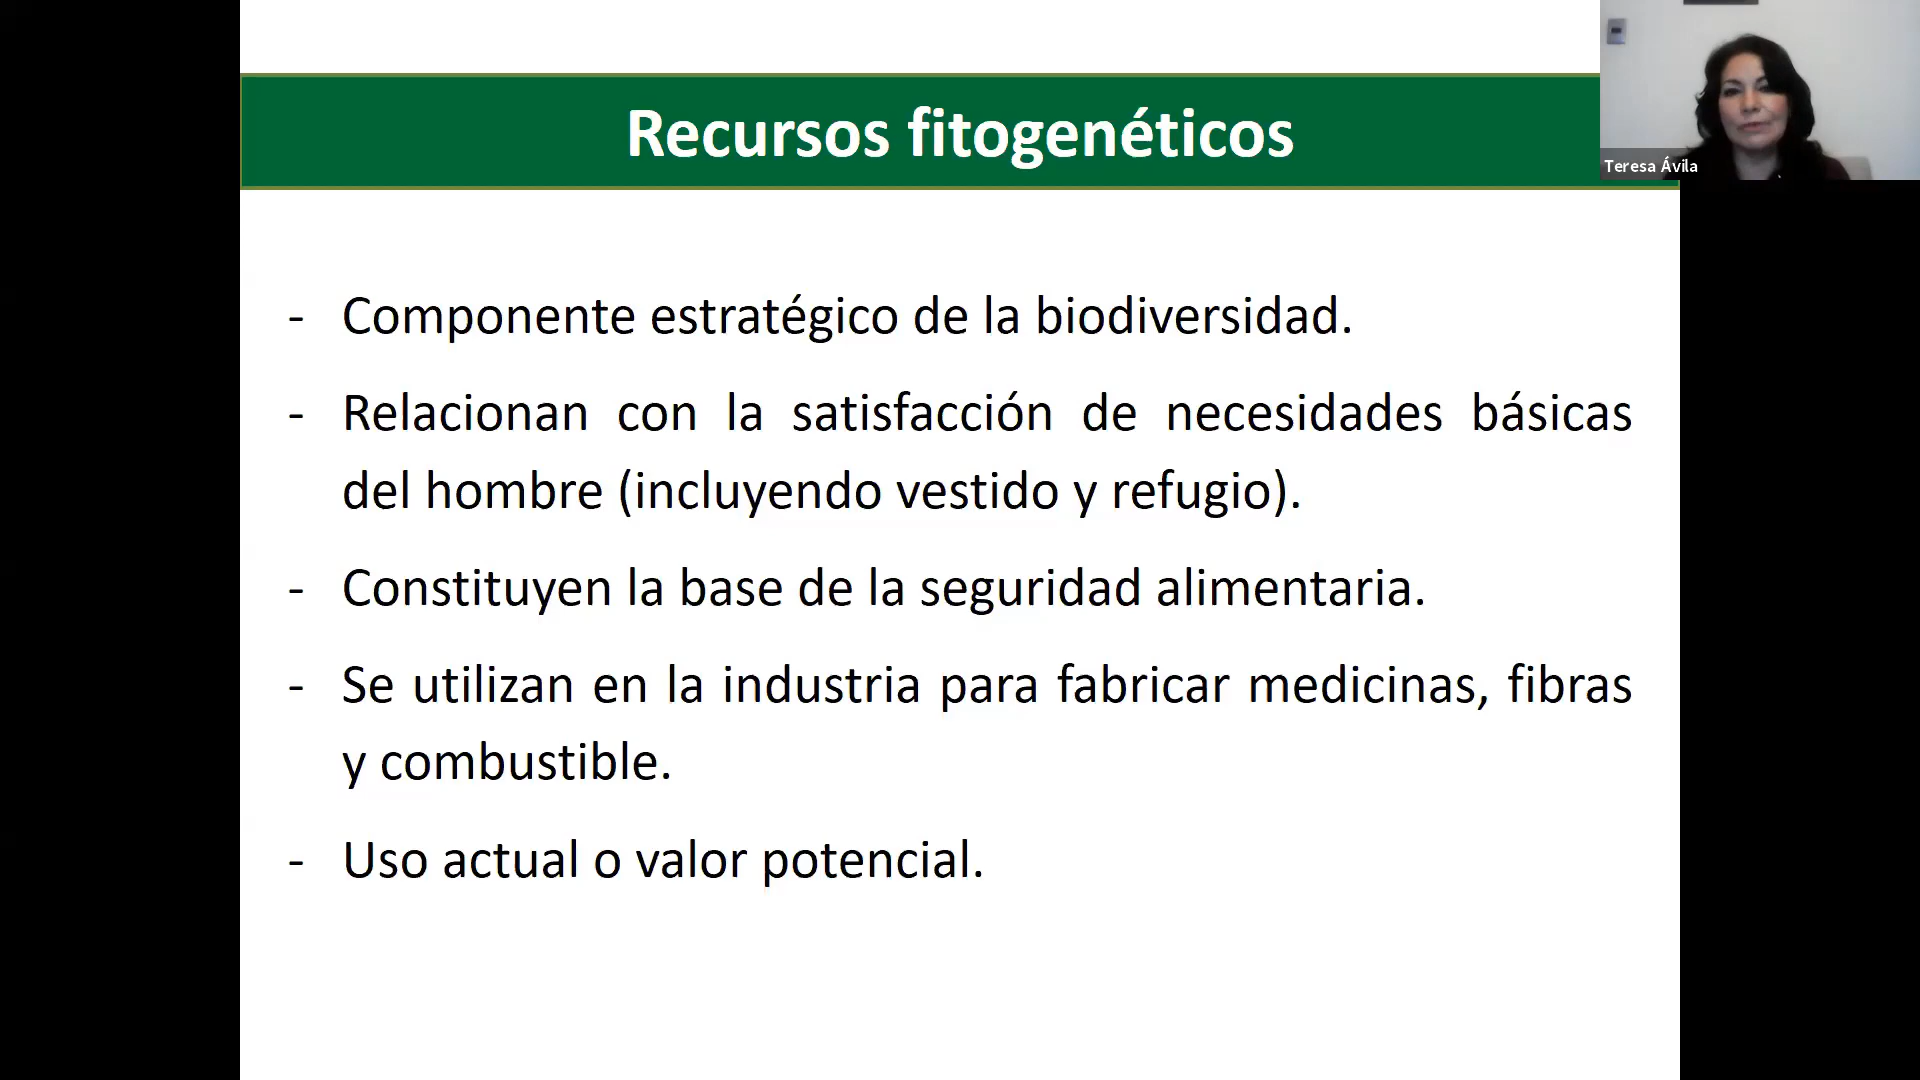 Recursos fitogenéticos
Teresa Ávila
- Componente estratégico de la biodiversidad.
- Relacionan con la satisfacción de necesidades básicas
del hombre (incluyendo vestido y refugio).
- Constituyen la base de la seguridad alimentaria.
- Se utilizan en la industria para fabricar medicinas, fibras
y combustible.
- Uso actual o valor potencial.